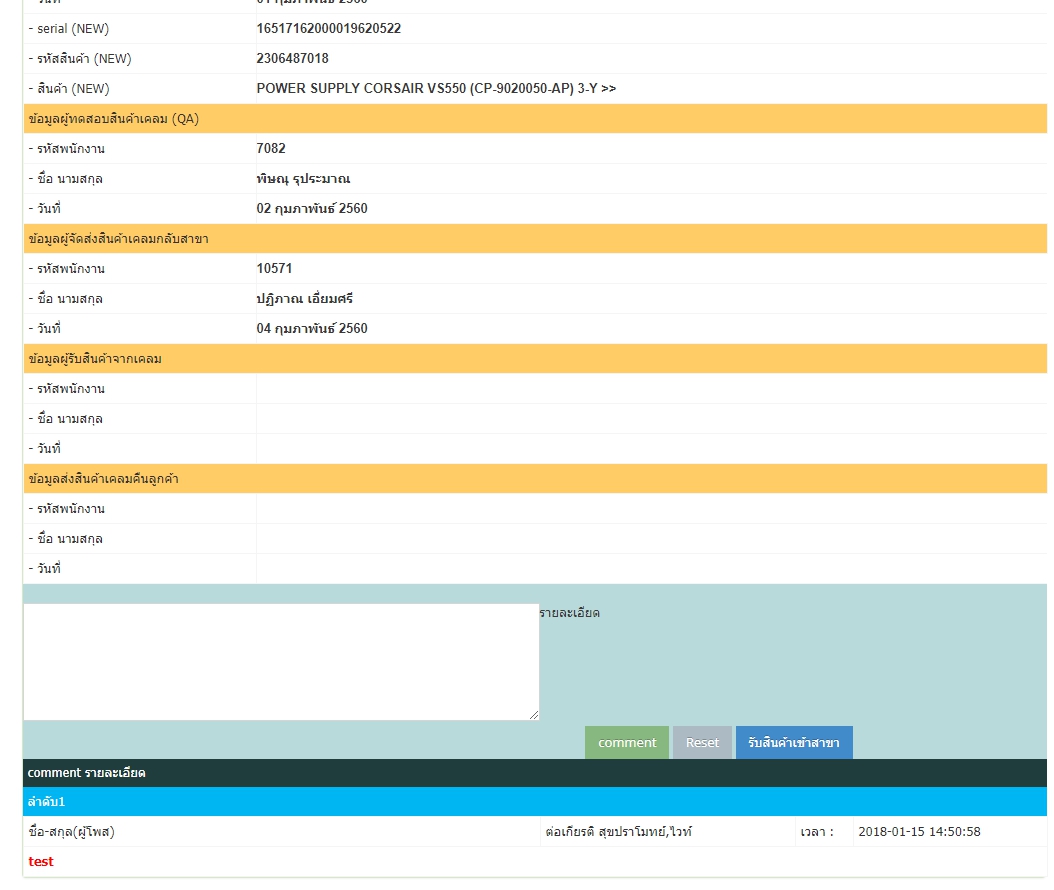 - วันที่ 01 กุมภาพันธ์ 2560
- serial (NEW) 16517162000019620522
- รหัสสินค้า (NEW) 2306487018
- สินค้า (NEW) POWER SUPPLY CORSAIR VS550 (CP-9020050-AP) 3-Y >>
ข้อมูลผู้ทดสอบสินค้าเคลม (QA)
- รหัสพนักงาน 7082
- ชื่อ นามสกุล พิษณุ รุประมาณ
- วันที่ 02 กุมภาพันธ์ 2560
ข้อมูลผู้จัดส่งสินค้าเคลมกลับสาขา
- รหัสพนักงาน 10571
- ชื่อ นามสกุล ปฏิภาณ เอี่ยมศรี
- วันที่ 04 กุมภาพันธ์ 2560
ข้อมูลผู้รับสินค้าจากเคลม
- รหัสพนักงาน
- ชื่อ นามสกุล
- วันที่
ข้อมูลส่งสินค้าเคลมคืนลูกค้า
- รหัสพนักงาน
- ชื่อ นามสกุล
- วันที่
รายละเอียด
comment Reset รับสินค้าเข้าสาขา
comment รายละเอียด
ลำดับ1
ชื่อ-สกุล(ผู้โพส) ต่อเกียรติ สุขปราโมทย์,ไวท์ เวลา : 2018-01-15 14:50:58
test